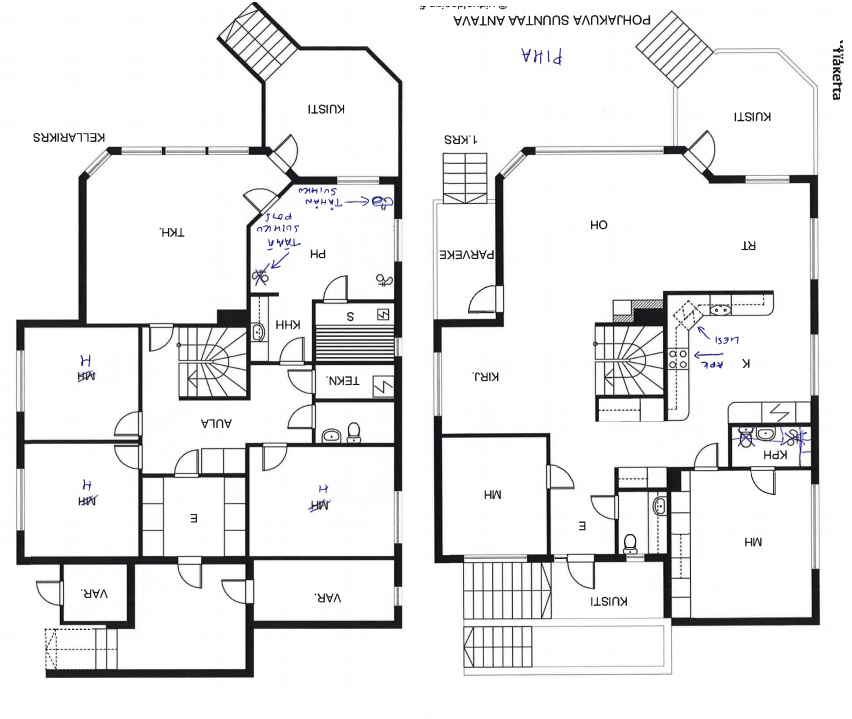 Yläkerta
KUISTI
MH
E
MH
KPH
KIRJ.
K
APK
LIESI
PARVEKE
RT
OH
1.KRS
KUISTI
PIHA
POHJAKUVA SUUNTAA ANTAVA
VAR.
VAR.
E
MH
H
MH
H
AULA
TEKN.
MH
H
KHH
S
PH
TÄMÄ
SUIHKU
POIS
TÄHÄN
SUIHKU
TKH.
KELLARIKRS
KUISTI